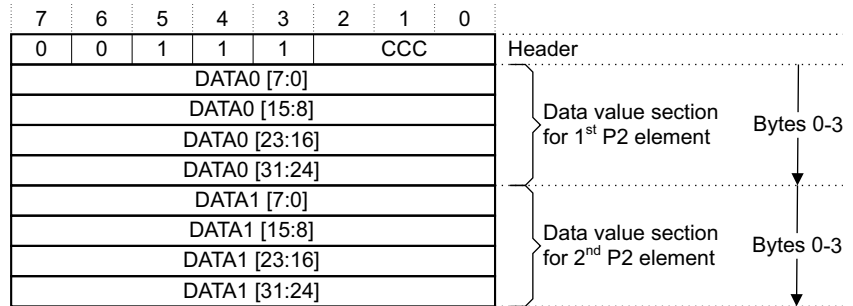 7 6 5 4 3 2 1 0
0 0 1 1 1 CCC Header
DATA0 [7:0]
DATA0 [15:8]
DATA0 [23:16]
DATA0 [31:24]
Data value section
for 1st P2 element
Bytes 0-3
DATA1 [7:0]
DATA1 [15:8]
DATA1 [23:16]
DATA1 [31:24]
Data value section
for 2nd P2 element
Bytes 0-3